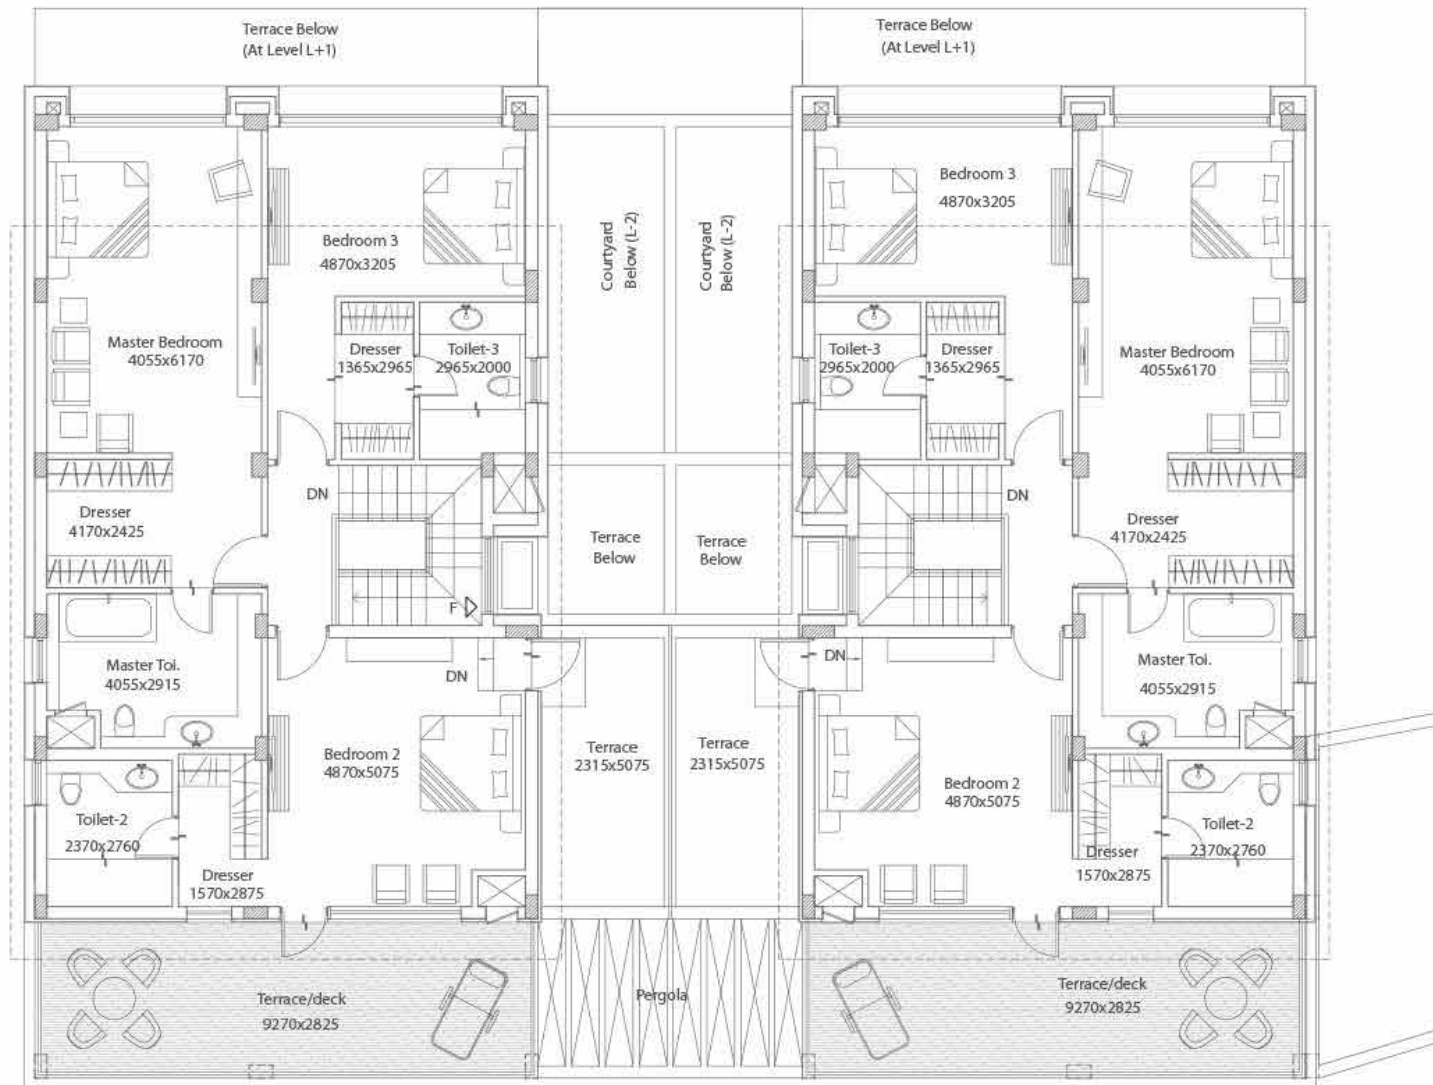 Terrace Below
(At Level L+1)
Terrace Below
(At Level L+1)
Bedroom 3
4870x3205
Courtyard
Below (L-2)
Courtyard
Below (L-2)
Bedroom 3
4870x3205
Master Bedroom
4055x6170
Dresser
1365x2965
Toilet-3
2965x2000
Toilet-3
2965x2000
Dresser
1365x2965
Master Bedroom
4055x6170
DN
DN
Dresser
4170x2425
Terrace
Below
Terrace
Below
Dresser
4170x2425
F
Master Toi.
4055x2915
DN
DN
Master Toi.
4055x2915
Bedroom 2
4870x5075
Terrace
2315x5075
Terrace
2315x5075
Bedroom 2
4870x5075
Toilet-2
2370x2760
Toilet-2
2370x2760
Dresser
1570x2875
Dresser
1570x2875
Terrace/deck
9270x2825
Pergola
Terrace/deck
9270x2825